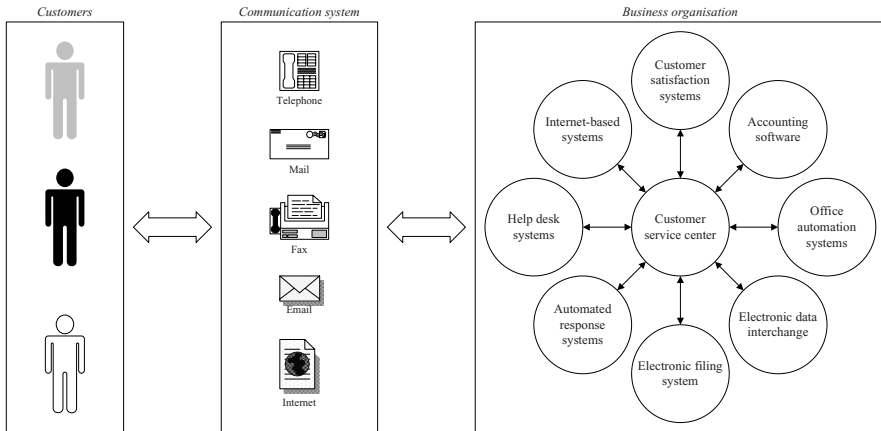 Customers
Communication system
Business organisation
Telephone
Mail
Fax
Email
Internet
Customer
satisfaction
systems
Internet-based
systems
Accounting
software
Help desk
systems
Customer
service center
Office
automation
systems
Automated
response
systems
Electronic data
interchange
Electronic filing
system